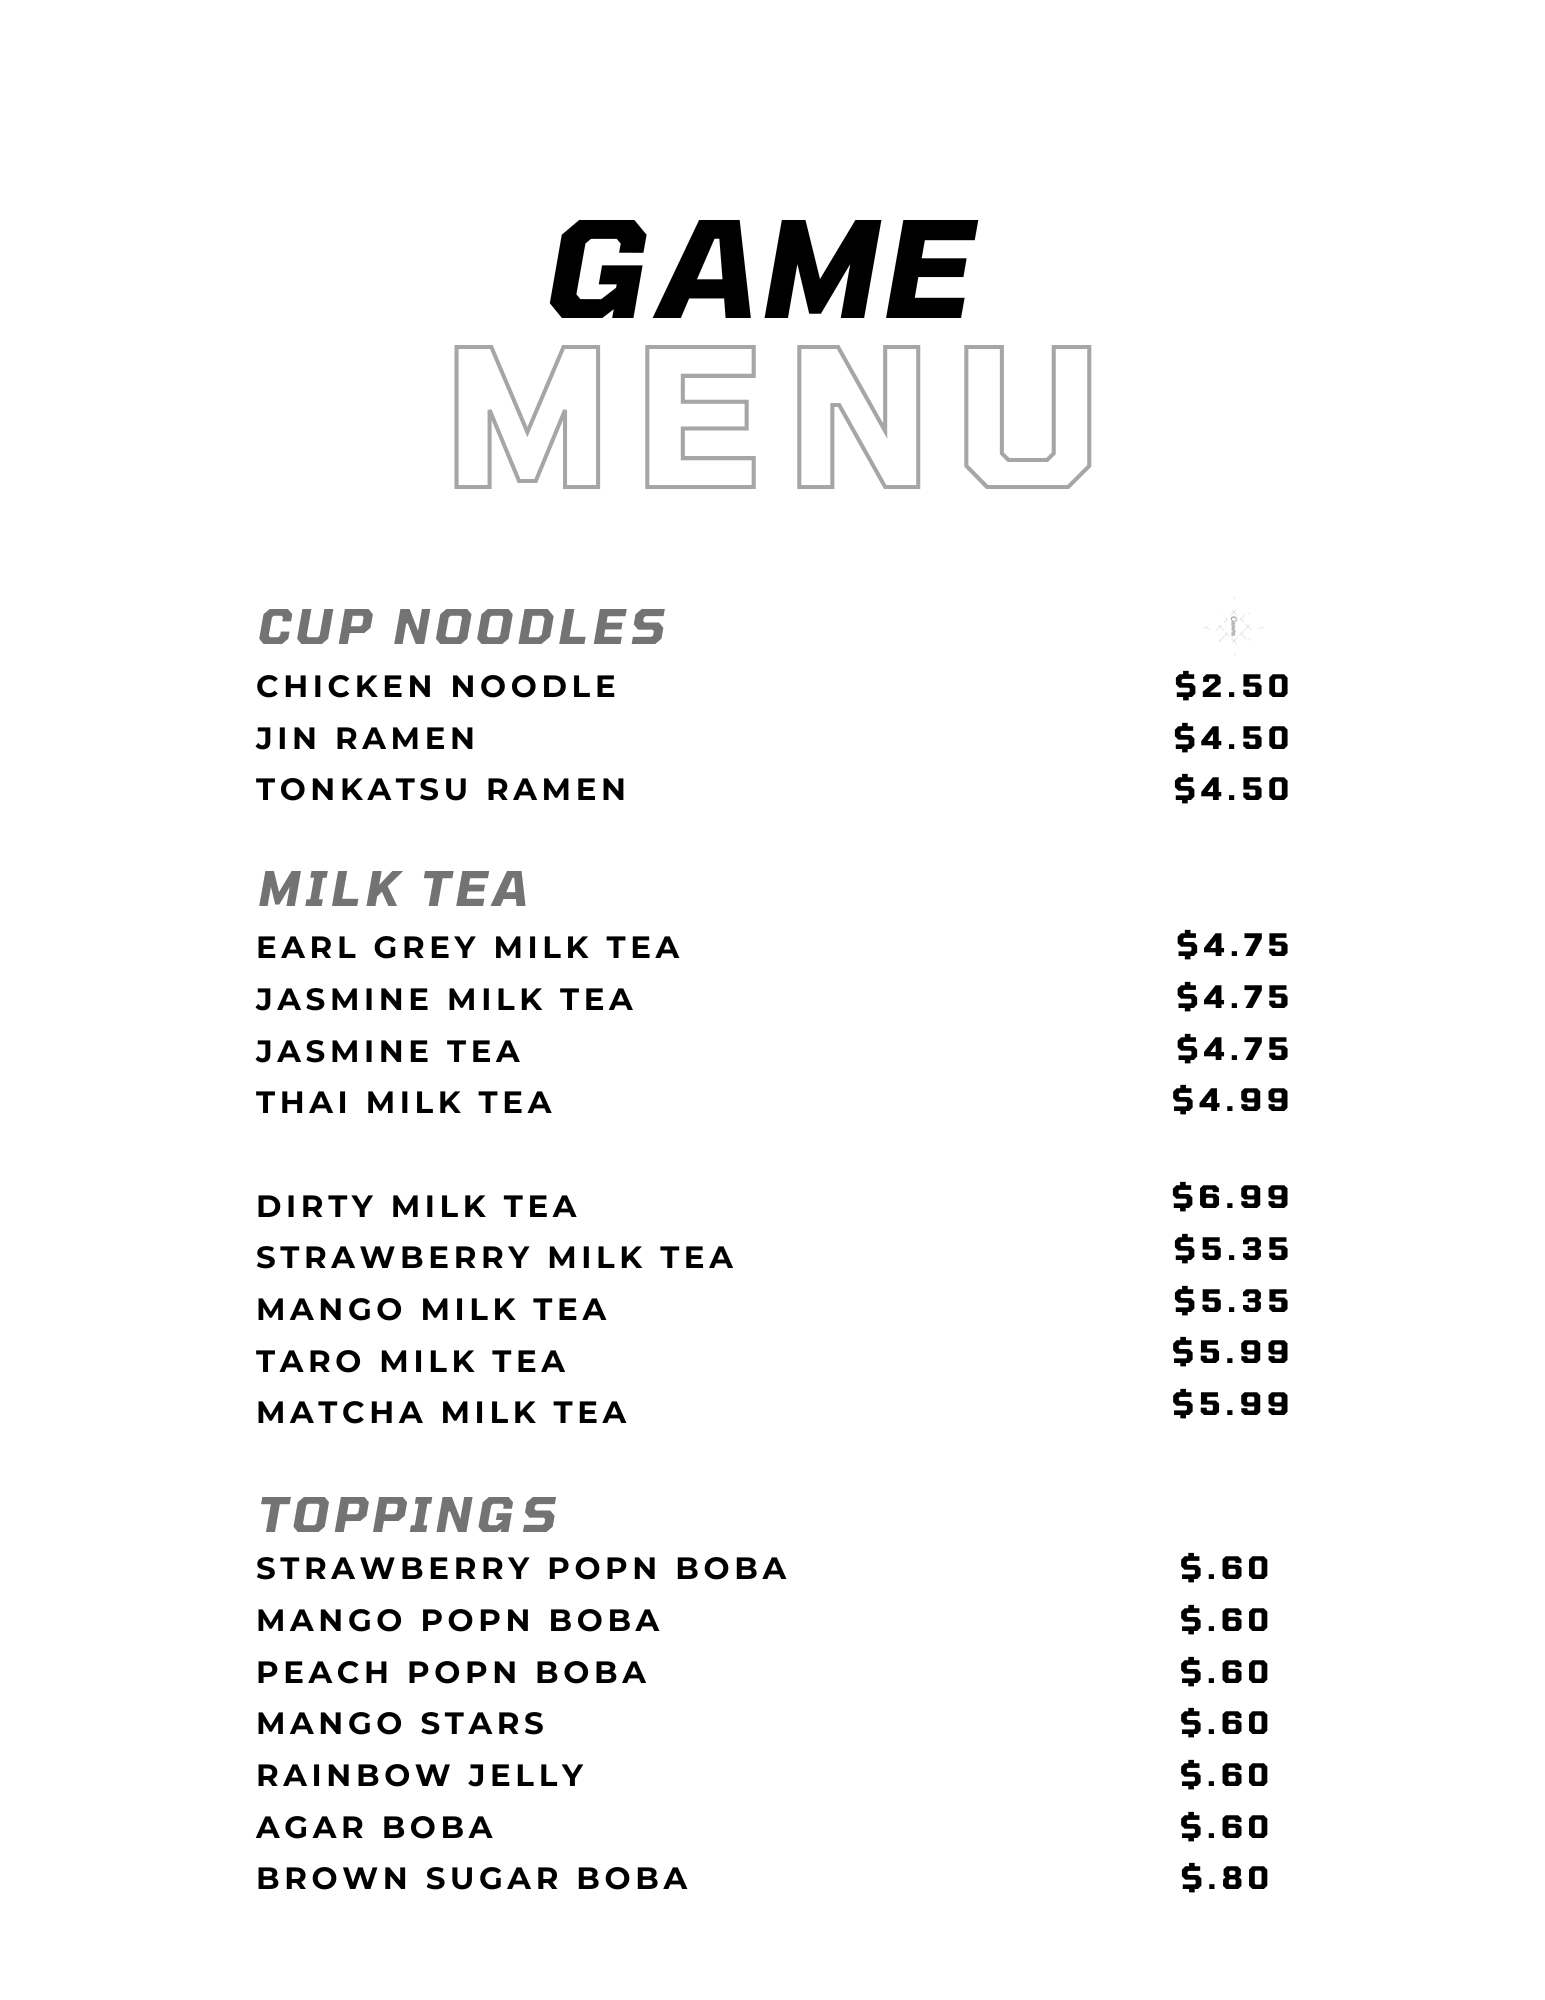 GAME
MENU
CUP NOODLES
CHICKEN NOODLE $2.50
JIN RAMEN $4.50
TONKATSU RAMEN $4.50
MILK TEA
EARL GREY MILK TEA $4.75
JASMINE MILK TEA $4.75
JASMINE TEA $4.75
THAI MILK TEA $4.99
DIRTY MILK TEA $6.99
STRAWBERRY MILK TEA $5.35
MANGO MILK TEA $5.35
TARO MILK TEA $5.99
MATCHA MILK TEA $5.99
TOPPINGS
STRAWBERRY POPN BOBA $.60
MANGO POPN BOBA $.60
PEACH POPN BOBA $.60
MANGO STARS $.60
RAINBOW JELLY $.60
AGAR BOBA $.60
BROWN SUGAR BOBA $.80